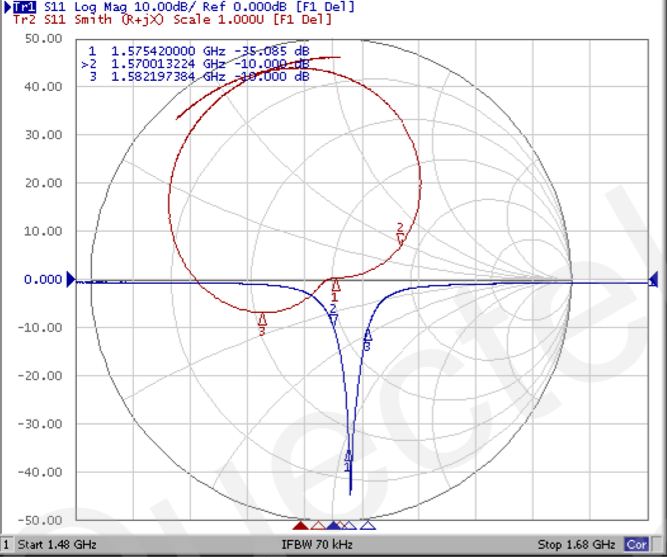 Tr1 S11 Log Mag 10.00dB/ Ref 0.000dB [F1 Del]
Tr2 S11 Smith (R+jX) Scale 1.000U [F1 Del]
50.00
1 1.575420000 GHz -35.085 dB
>2 1.570013224 GHz -10.000 dB
3 1.582197384 GHz -10.000 dB
40.00
30.00
20.00
10.00
2
0.000
1
2
3
-10.00
3
-20.00
-30.00
1
-40.00
-50.00
1 Start 1.48 GHz IFBW 70 kHz Stop 1.68 GHz Cor
Quectel